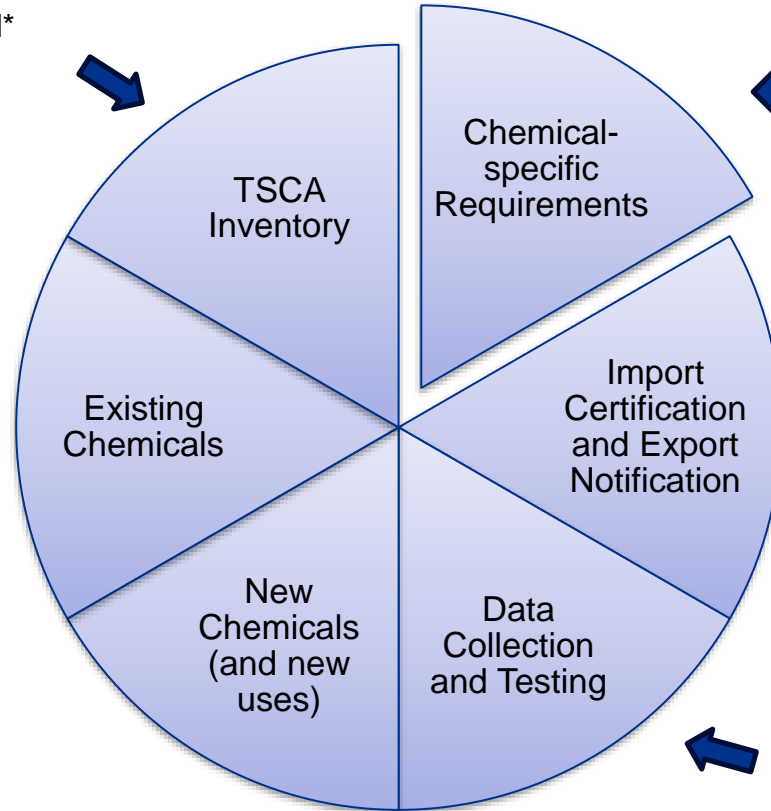 Chemical-
specific
Requirements
TSCA
Inventory
Import
Certification
and Export
Notification
Existing
Chemicals
New
Chemicals
(and new
uses)
Data
Collection
and Testing